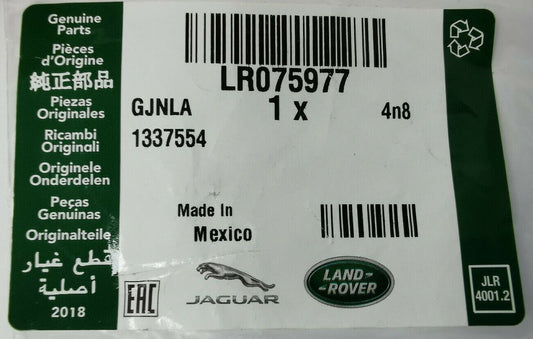 Genuine
Parts
Pièces
d'Origine
純正部品
Piezas
Originales
Ricambi
Originali
Originele
Onderdelen
Peças
Genuínas
Originalteile
قطع غيار
أصلية
2018
LR075977
GJNLA 1 x 4n8
1337554
Made In
Mexico
EAC
JAGUAR
LAND-
-ROVER
JLR
4001.2